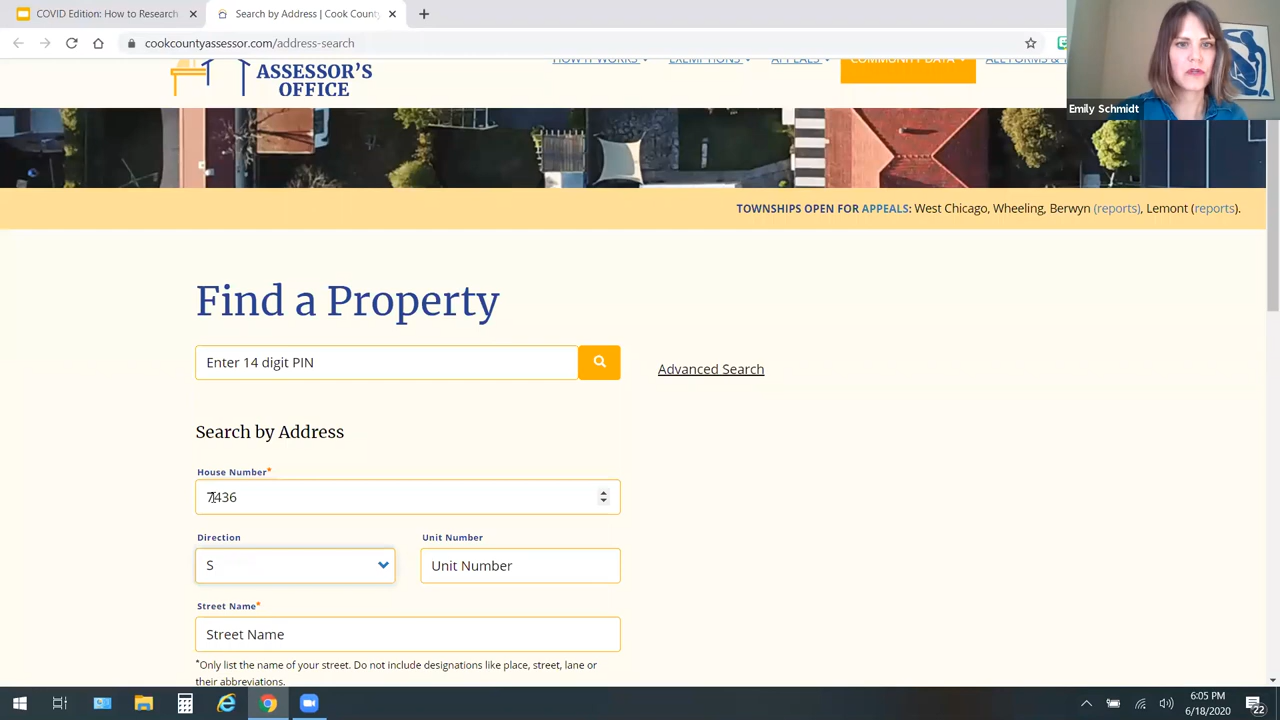 COVID Edition: How to Research
Search by Address | Cook County
cookcountyassessor.com/address-search
ASSESSOR'S
OFFICE
HOW IT WORKS
EXEMPTIONS
APPEALS
COMMUNITY DATA
ALL FORMS &
Emily Schmidt
TOWNSHIPS OPEN FOR APPEALS: West Chicago, Wheeling, Berwyn (reports), Lemont (reports).
Find a Property
Enter 14 digit PIN
Advanced Search
Search by Address
House Number*
7436
Direction
Unit Number
S
Unit Number
Street Name*
Street Name
*Only list the name of your street. Do not include designations like place, street, lane or
their abbreviations.
6:05 PM
6/18/2020
22